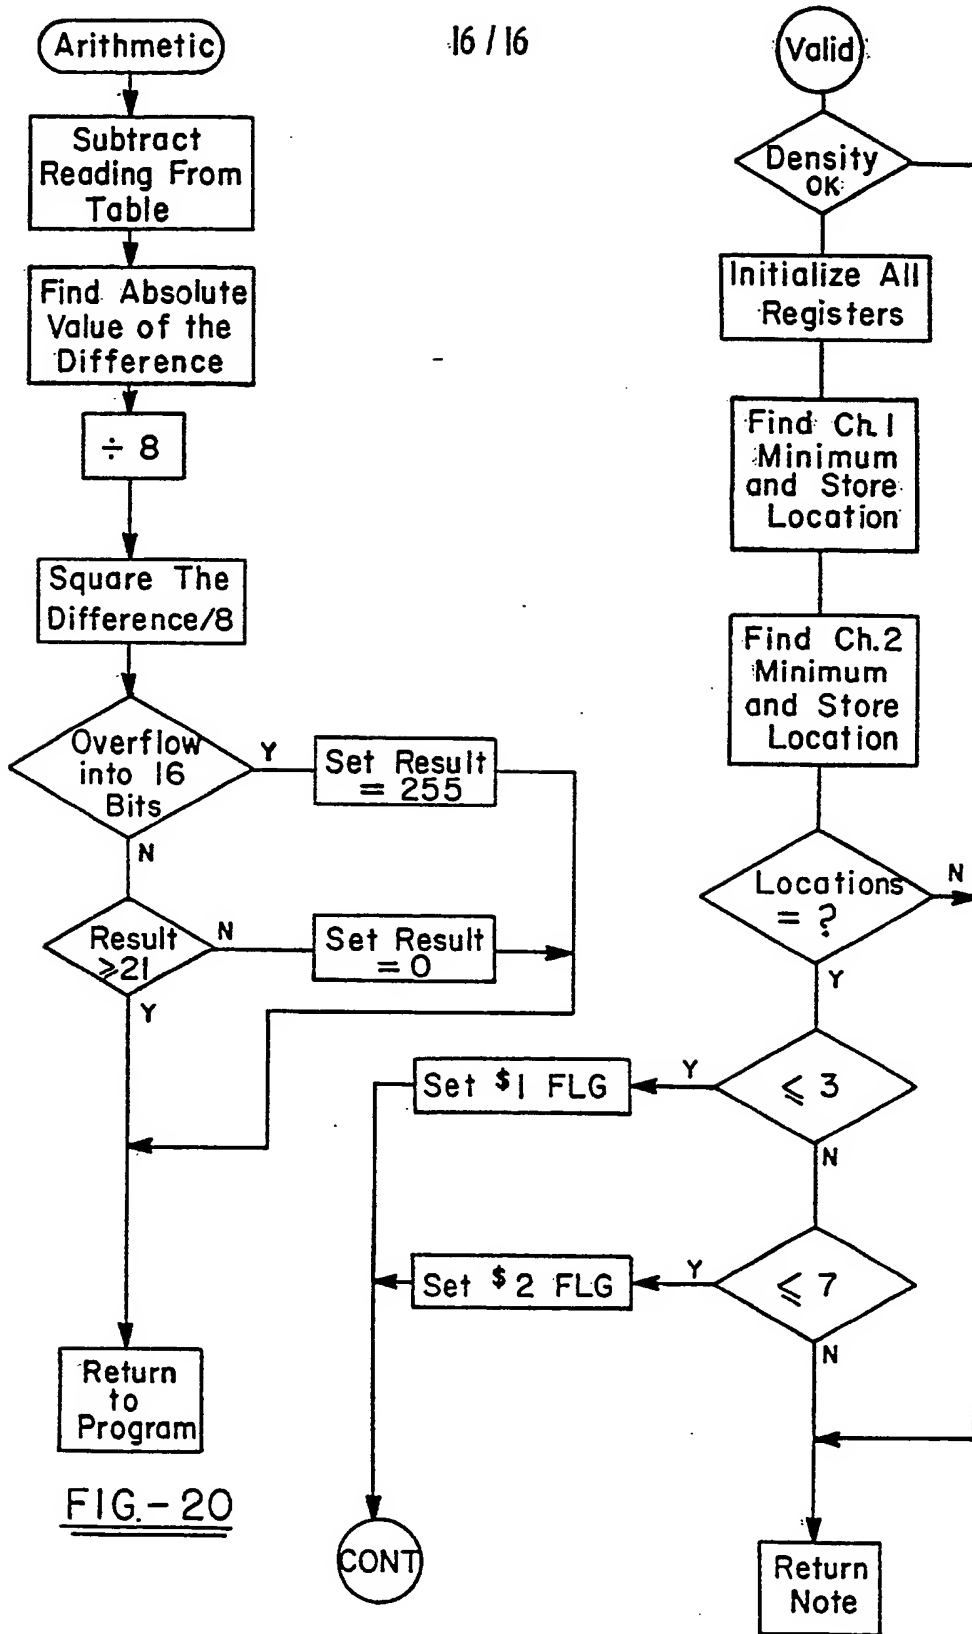 16/16
Arithmetic
Subtract
Reading From
Table
Find Absolute
Value of the
Difference
÷ 8
Square The
Difference/8
Overflow
into 16
Bits
Y
Set Result
= 255
N
Result
≥21
N
Set Result
= 0
Y
Return
to
Program
FIG.-20
Valid
Density
OK
Initialize All
Registers
Find Ch.1
Minimum
and Store
Location
Find Ch.2
Minimum
and Store
Location
Locations
= ?
N
Y
≤ 3
Y
Set $1 FLG
N
≤ 7
Y
Set $2 FLG
N
CONT
Return
Note